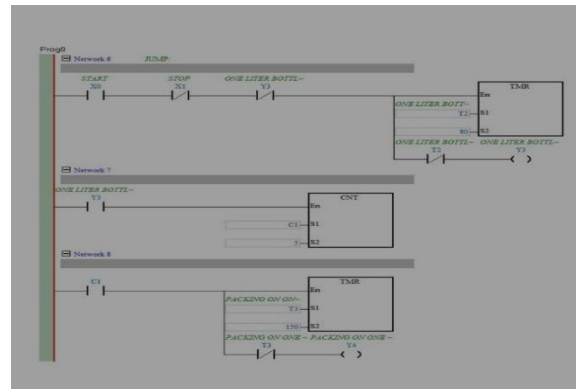 Prog0
Network 6 JUMP:
START STOP ONE LITER BOTTL~
X0 X1 Y3
TMR
En
ONE LITER BOTT~
T2 S1
80 S2
ONE LITER BOTTL~ ONE LITER BOTTL~
T2 Y3
Network 7
ONE LITER BOTTL~
Y3
CNT
En
C1 S1
5 S2
Network 8
C1
TMR
En
PACKING ON ON~
T3 S1
150 S2
PACKING ON ONE ~ PACKING ON ONE ~
T3 Y4